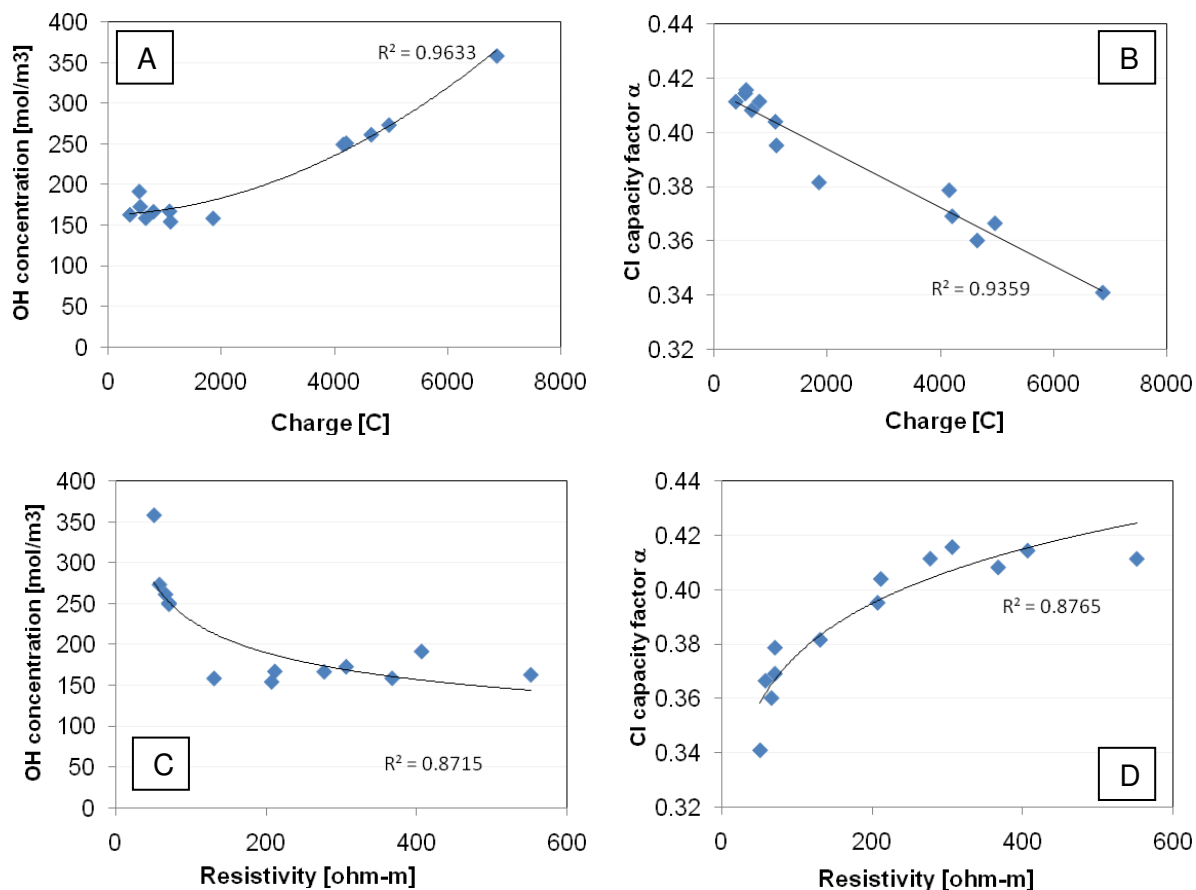 400
350
300
250
200
150
100
50
0
OH concentration [mol/m3]
A
R² = 0.9633
0 2000 4000 6000 8000
Charge [C]
0.44
0.42
0.40
0.38
0.36
0.34
0.32
Cl capacity factor α
B
R² = 0.9359
0 2000 4000 6000 8000
Charge [C]
400
350
300
250
200
150
100
50
0
OH concentration [mol/m3]
C
R² = 0.8715
0 200 400 600
Resistivity [ohm-m]
0.44
0.42
0.40
0.38
0.36
0.34
0.32
Cl capacity factor α
R² = 0.8765
D
0 200 400 600
Resistivity [ohm-m]